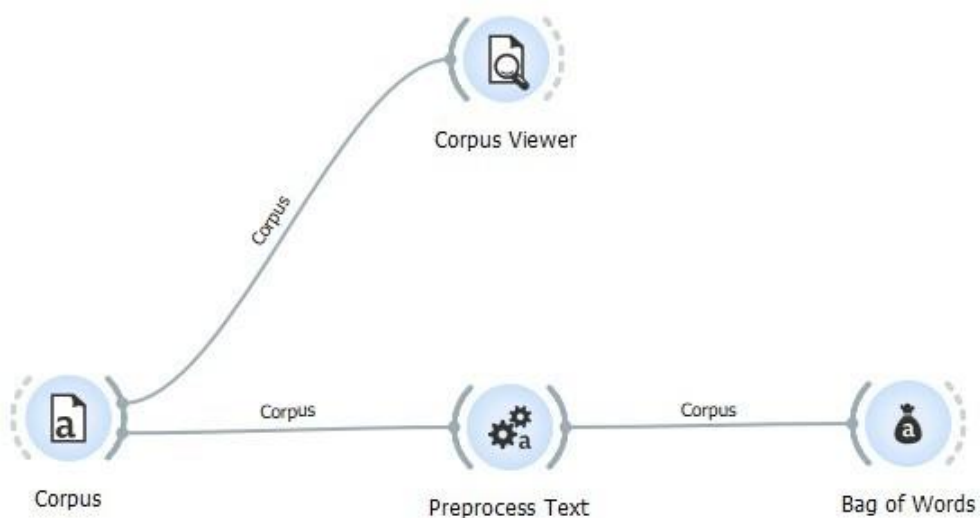 Corpus Viewer
Corpus
Corpus
Corpus
Corpus
Preprocess Text
Bag of Words
a
a
a